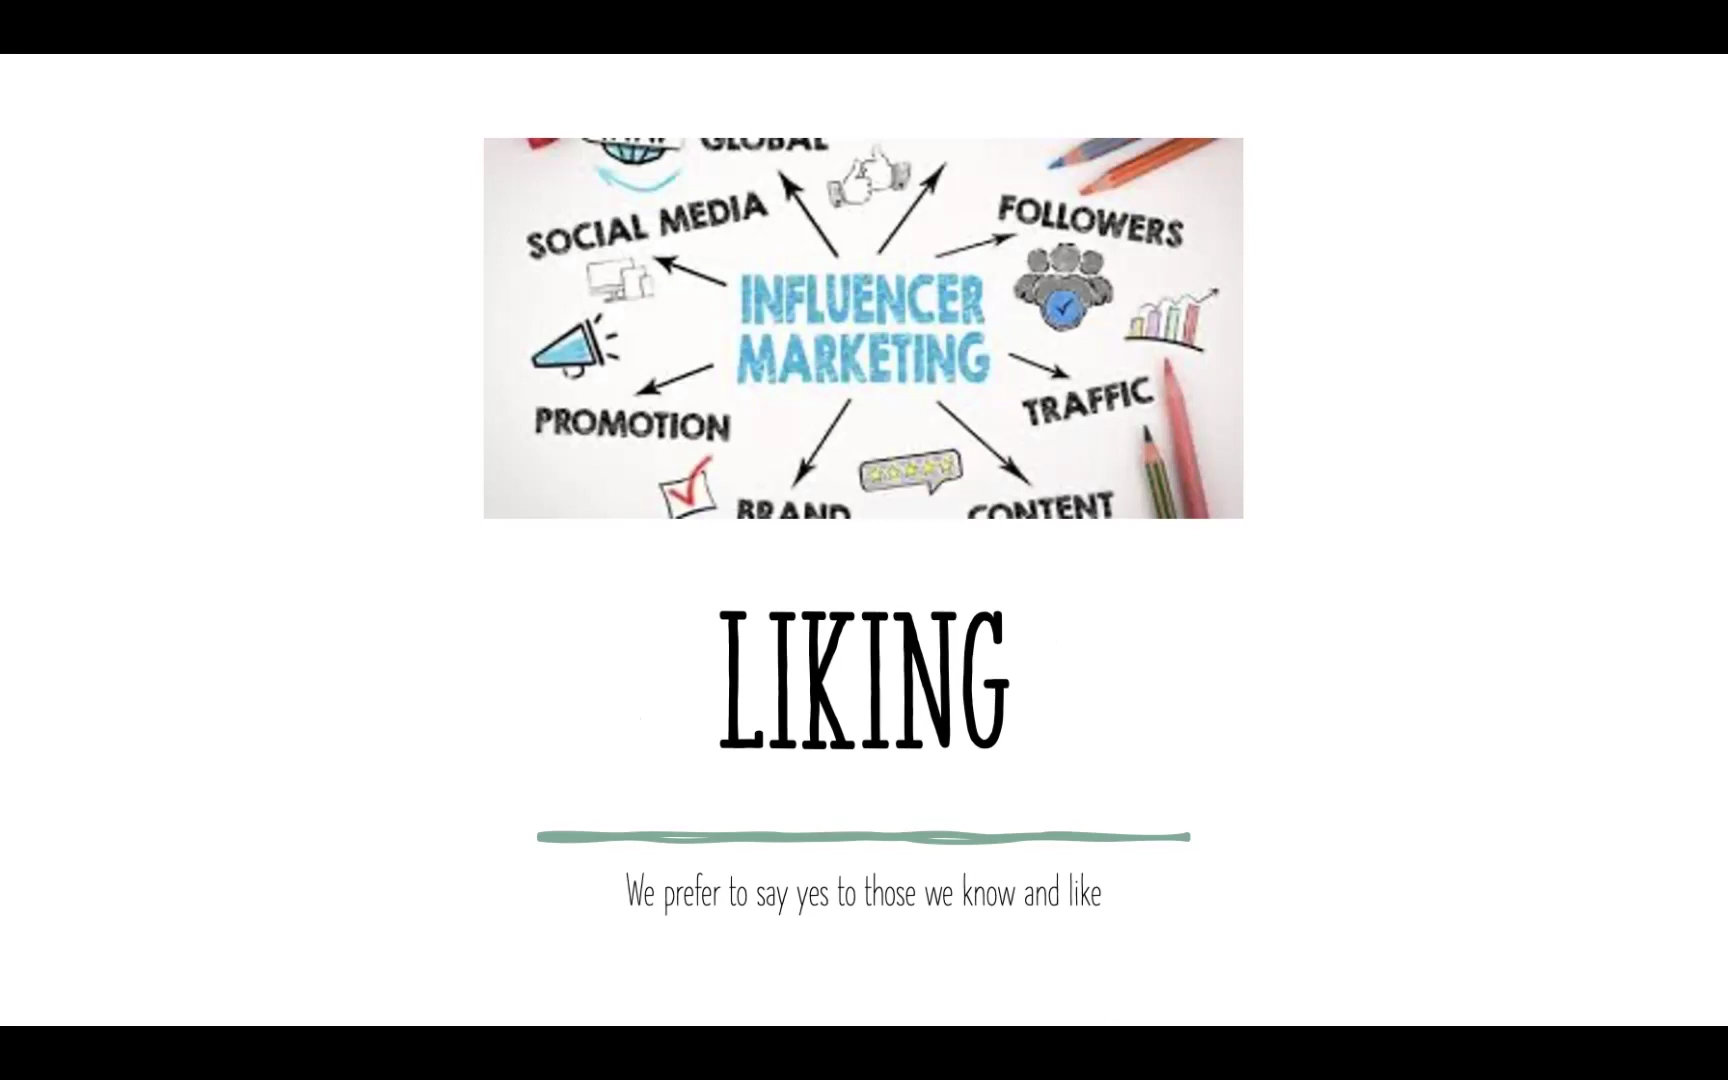 GLOBAL
SOCIAL MEDIA
FOLLOWERS
INFLUENCER
MARKETING
TRAFFIC
PROMOTION
BRAND
CONTENT
LIKING
We prefer to say yes to those we know and like